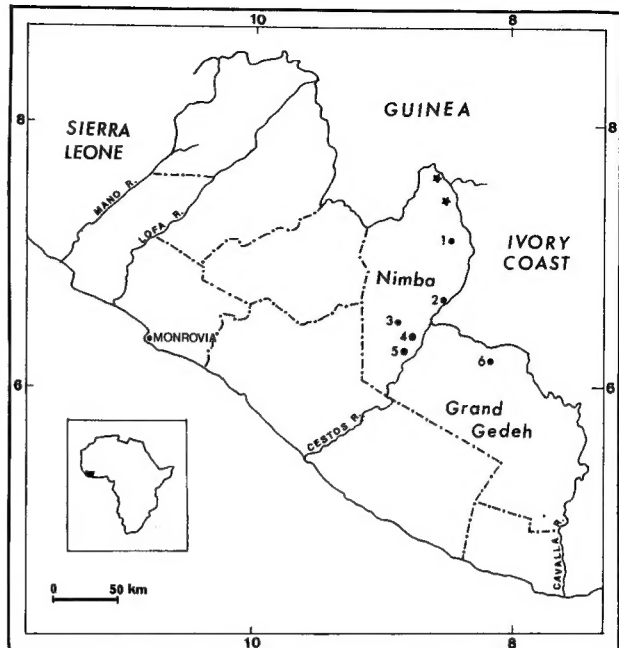 10
8
8
8
SIERRA
LEONE
GUINEA
MANO R.
LOFA R.
1
IVORY
COAST
Nimba
2
3
4
5
MONROVIA
6
6
6
Grand
Gedeh
CESTOS R.
CAVALLA R.
0 50 km
10
8